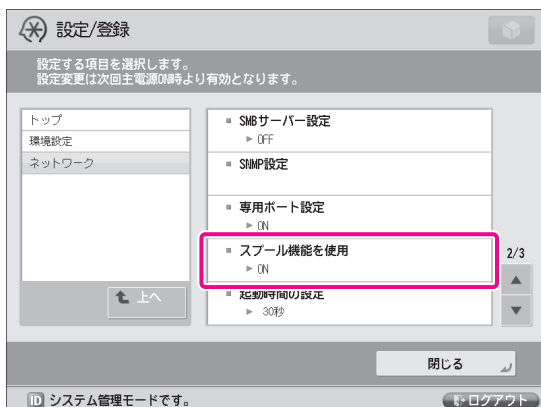 設定/登録
設定する項目を選択します。
設定変更は次回主電源ON時より有効となります。
トップ
環境設定
ネットワーク
上へ
SMBサーバー設定
OFF
SNMP設定
専用ポート設定
ON
スプール機能を使用
ON
起動時間の設定
30秒
2/3
閉じる
ID システム管理モードです。
ログアウト